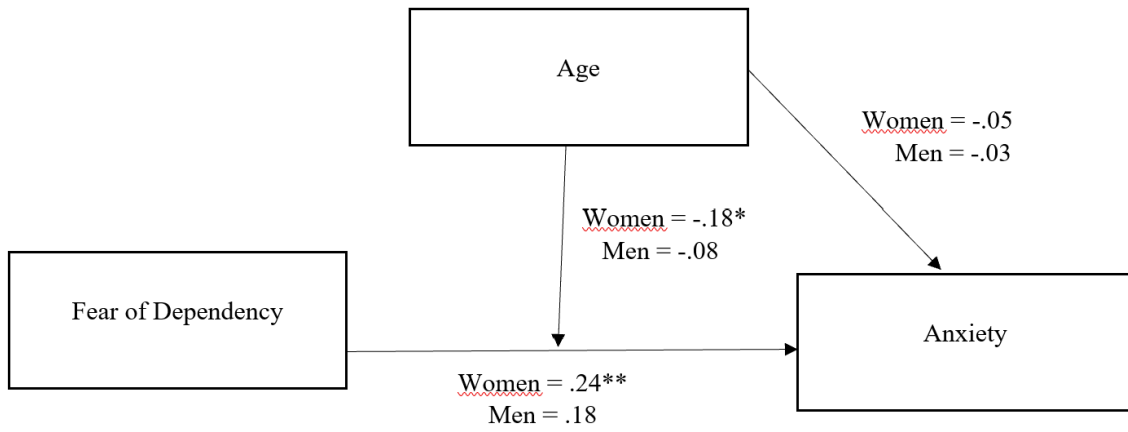 Age
Women = -.05
Men = -.03
Women = -.18*
Men = -.08
Fear of Dependency
Anxiety
Women = .24**
Men = .18